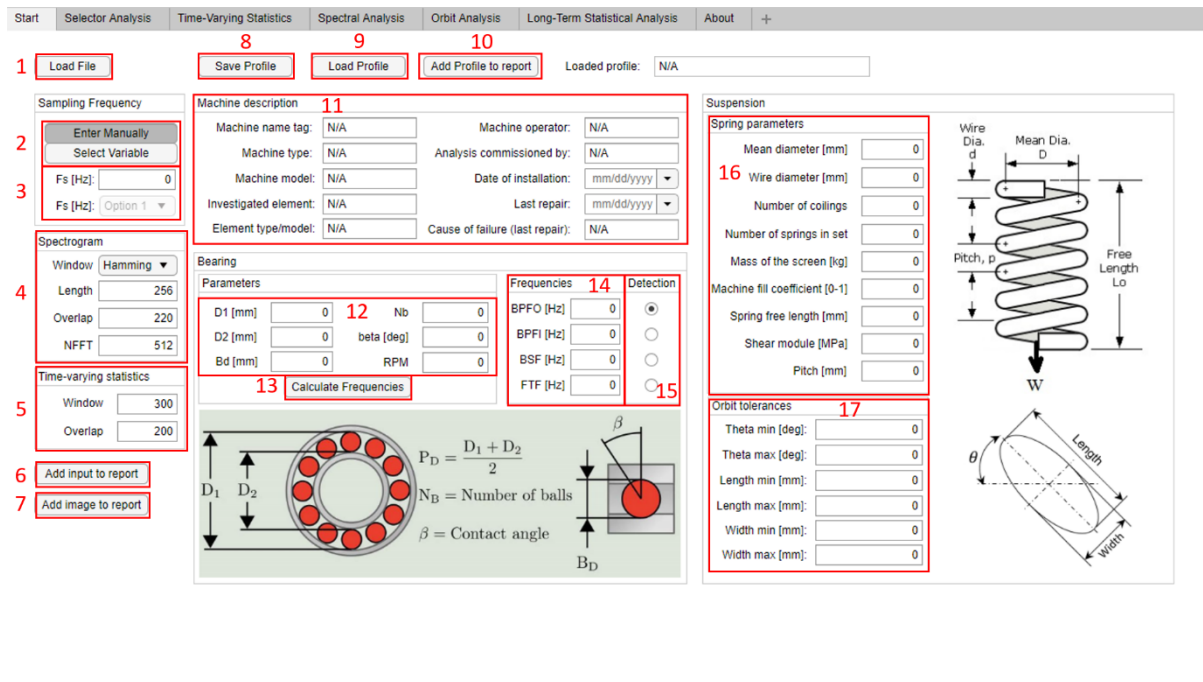 Start Selector Analysis Time-Varying Statistics Spectral Analysis Orbit Analysis Long-Term Statistical Analysis About +
8 9 10
1 Load File Save Profile Load Profile Add Profile to report Loaded profile: N/A
Sampling Frequency
2 Enter Manually
Select Variable
3 Fs [Hz]: 0
Fs [Hz]: Option 1
Spectrogram
4 Window Hamming
Length 256
Overlap 220
NFFT 512
Time-varying statistics
5 Window 300
Overlap 200
6 Add input to report
7 Add image to report
Machine description 11
Machine name tag: N/A Machine operator: N/A
Machine type: N/A Analysis commissioned by: N/A
Machine model: N/A Date of installation: mm/dd/yyyy
Investigated element: N/A Last repair: mm/dd/yyyy
Element type/model: N/A Cause of failure (last repair): N/A
Bearing
Parameters
D1 [mm] 0 12 Nb 0
D2 [mm] 0 beta [deg] 0
Bd [mm] 0 RPM 0
13 Calculate Frequencies
Frequencies 14 Detection
BPFO [Hz] 0
BPFI [Hz] 0
BSF [Hz] 0
FTF [Hz] 0 15
D1 D2
PD = D1 + D2 / 2
NB = Number of balls
β = Contact angle
β
BD
Suspension
Spring parameters
Mean diameter [mm] 0
16 Wire diameter [mm] 0
Number of coilings 0
Number of springs in set 0
Mass of the screen [kg] 0
Machine fill coefficient [0-1] 0
Spring free length [mm] 0
Shear module [MPa] 0
Pitch [mm] 0
Orbit tolerances 17
Theta min [deg]: 0
Theta max [deg]: 0
Length min [mm]: 0
Length max [mm]: 0
Width min [mm]: 0
Width max [mm]: 0
Wire
Dia.
d
Mean Dia.
D
Pitch, p
Free
Length
Lo
W
θ
Length
Width